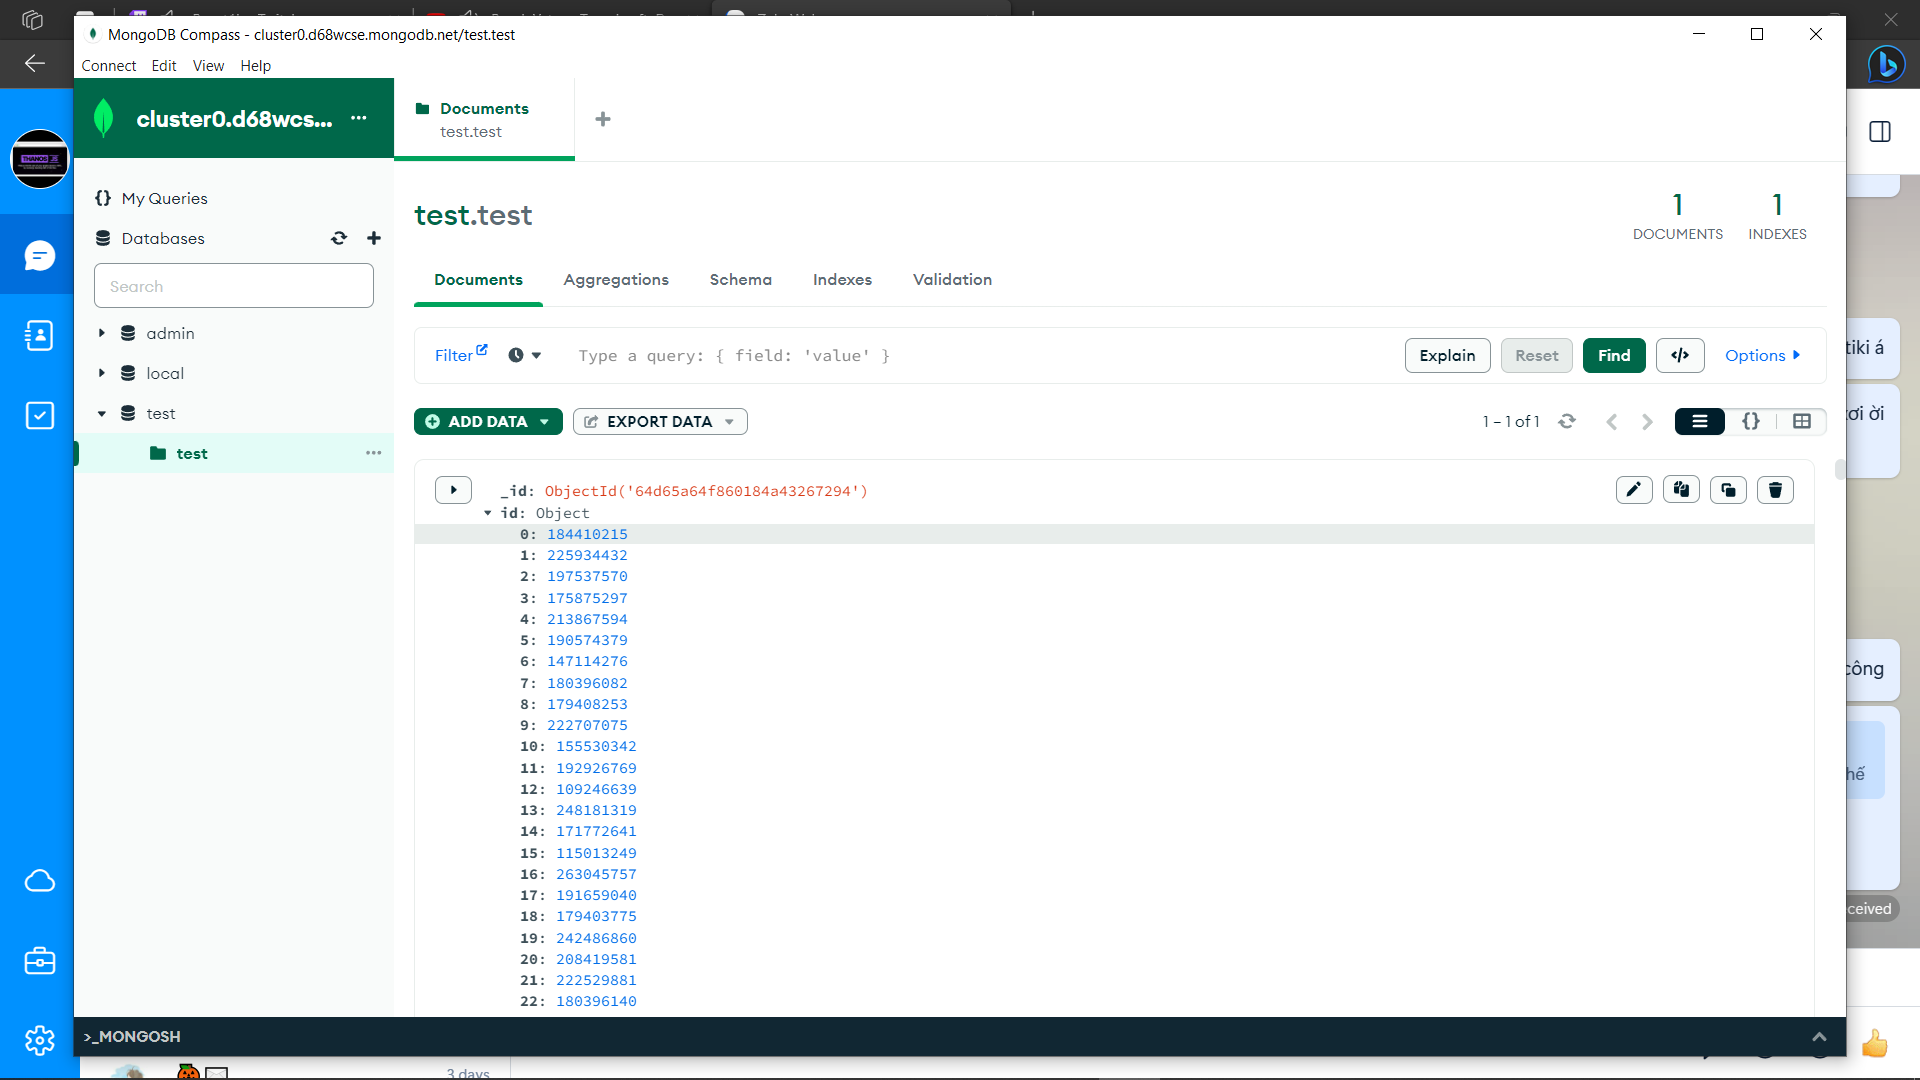 MongoDB Compass - cluster0.d68wcse.mongodb.net/test.test
Connect Edit View Help
cluster0.d68wcs... ...
Documents
test.test
My Queries
Databases
Search
admin
local
test
test
test.test
1
DOCUMENTS
1
INDEXES
Documents Aggregations Schema Indexes Validation
Filter
Type a query: { field: 'value' }
Explain
Reset
Find
</>
Options
ADD DATA
EXPORT DATA
1 – 1 of 1
{}
_id: ObjectId('64d65a64f860184a43267294')
id: Object
0: 184410215
1: 225934432
2: 197537570
3: 175875297
4: 213867594
5: 190574379
6: 147114276
7: 180396082
8: 179408253
9: 222707075
10: 155530342
11: 192926769
12: 109246639
13: 248181319
14: 171772641
15: 115013249
16: 263045757
17: 191659040
18: 179403775
19: 242486860
20: 208419581
21: 222529881
22: 180396140
>_MONGOSH
tiki á
ời
công
hế
ceived
3 days